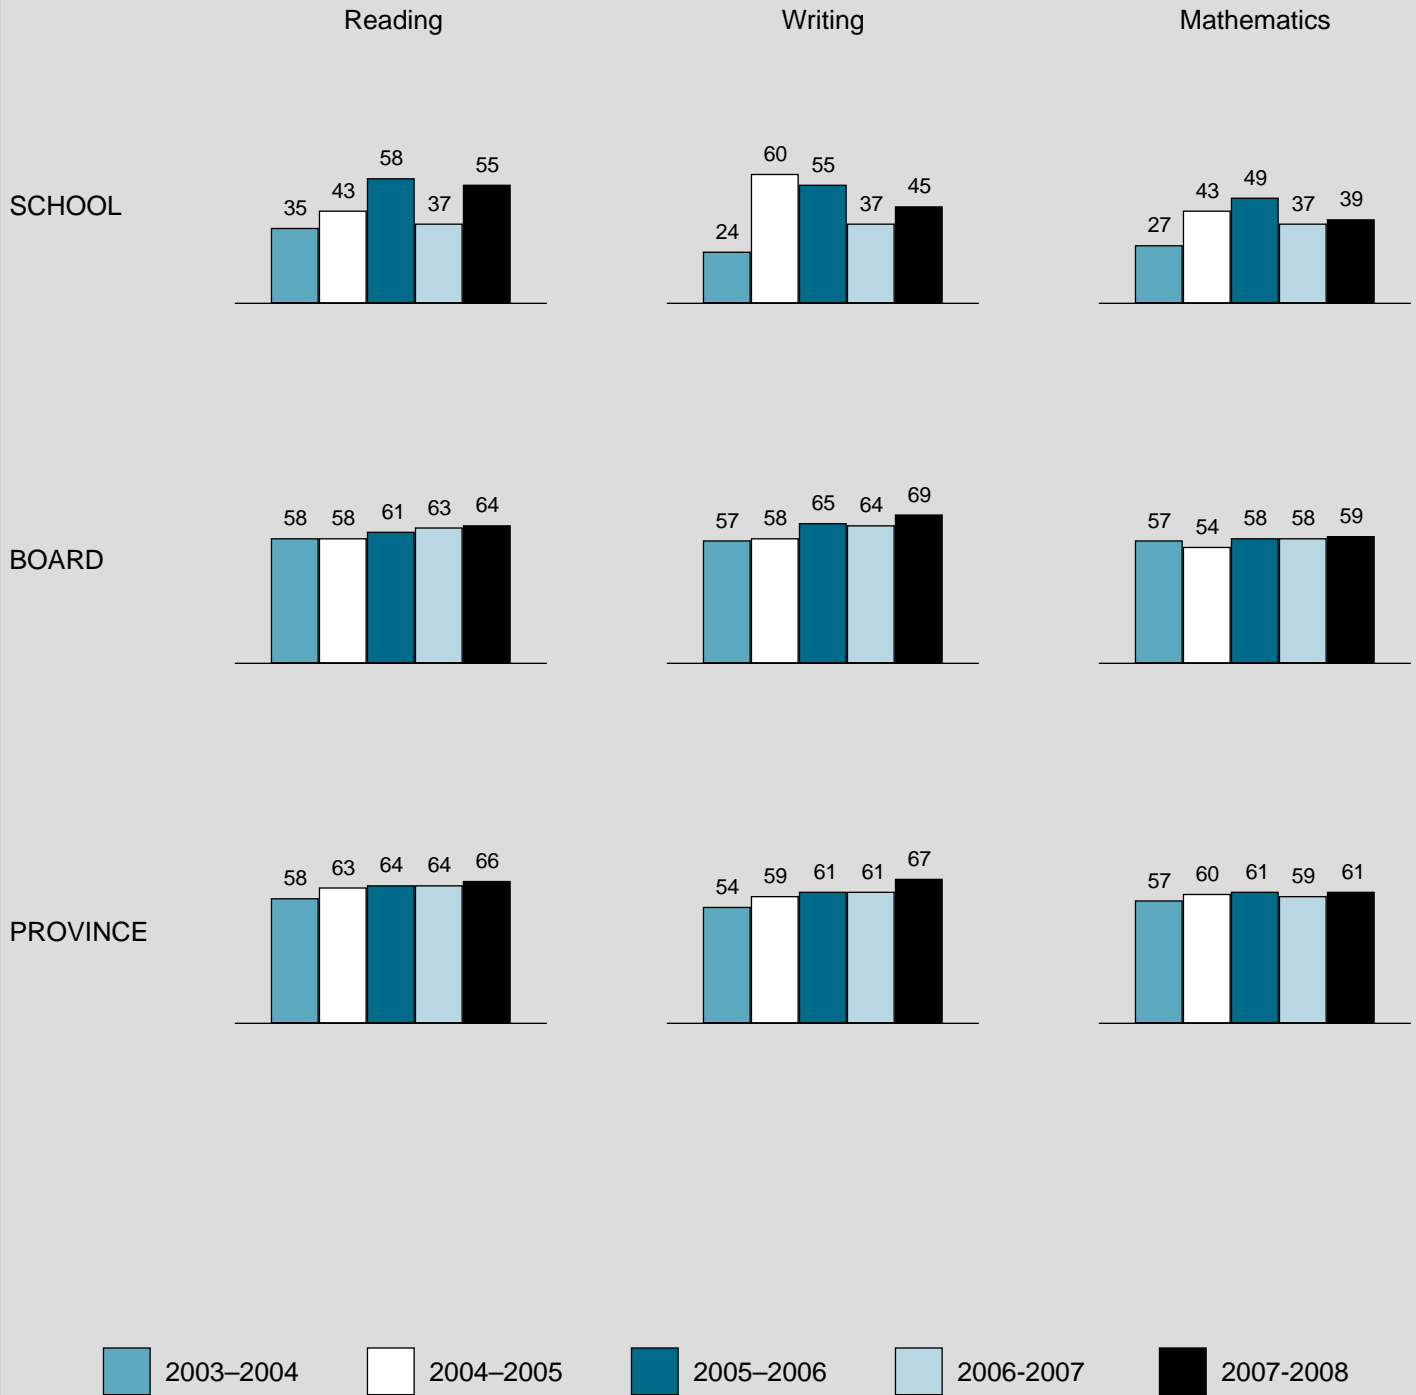 Reading Writing Mathematics
SCHOOL
35 43 58 37 55
24 60 55 37 45
27 43 49 37 39
BOARD
58 58 61 63 64
57 58 65 64 69
57 54 58 58 59
PROVINCE
58 63 64 64 66
54 59 61 61 67
57 60 61 59 61
2003–2004 2004–2005 2005–2006 2006-2007 2007-2008